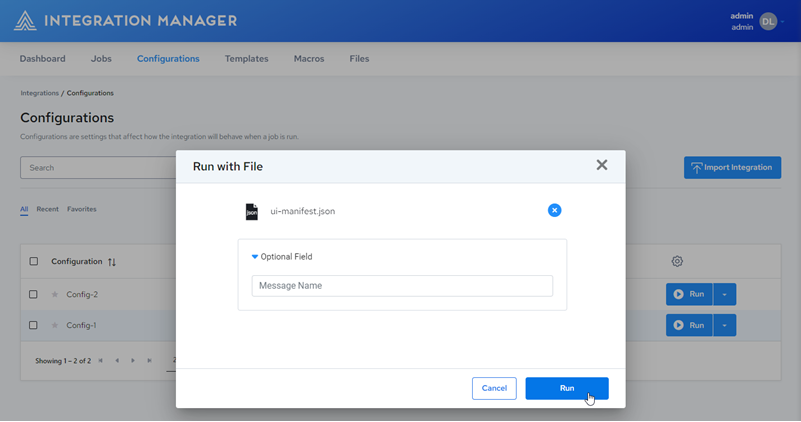 INTEGRATION MANAGER
admin
admin
DL
Dashboard Jobs Configurations Templates Macros Files
Integrations / Configurations
Configurations
Configurations are settings that affect how the integration will behave when a job is run.
Search
Import Integration
All Recent Favorites
Configuration
Config-2
Run
Config-1
Run
Showing 1 – 2 of 2
2
Run with File
json
ui-manifest.json
Optional Field
Message Name
Cancel
Run